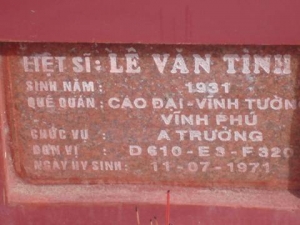 LIỆT SĨ: LÊ VĂN TÌNH
SINH NĂM : 1931
QUÊ QUÁN : CAO ĐẠI-VĨNH TƯỜN
VĨNH PHÚ
CHỨC VỤ : A TRƯỞNG
ĐƠN VỊ : D610-E3-F320
NGÀY HY SINH: 11-07-1971